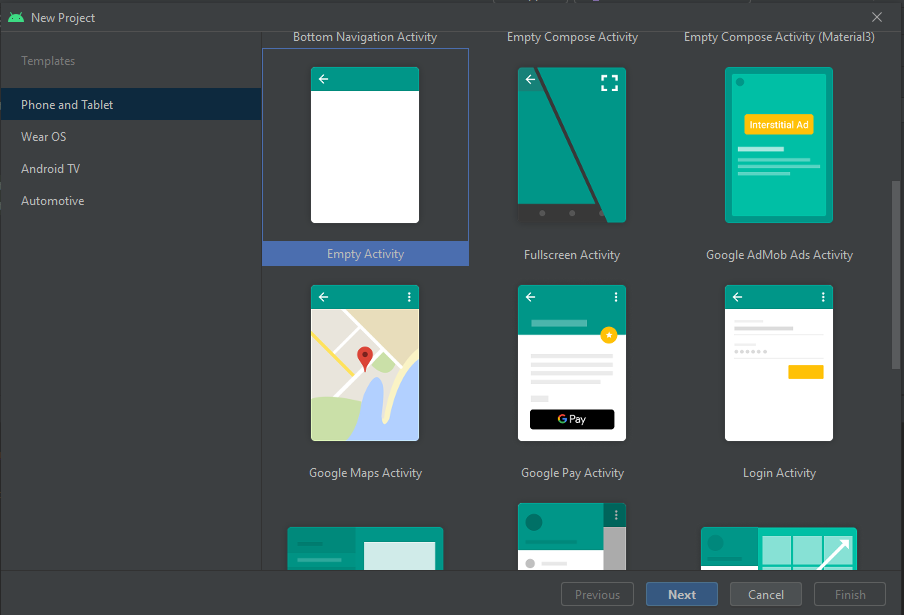 New Project
Templates
Phone and Tablet
Wear OS
Android TV
Automotive
Bottom Navigation Activity
Empty Compose Activity
Empty Compose Activity (Material3)
Interstitial Ad
Empty Activity
Fullscreen Activity
Google AdMob Ads Activity
G Pay
Google Maps Activity
Google Pay Activity
Login Activity
Previous
Next
Cancel
Finish